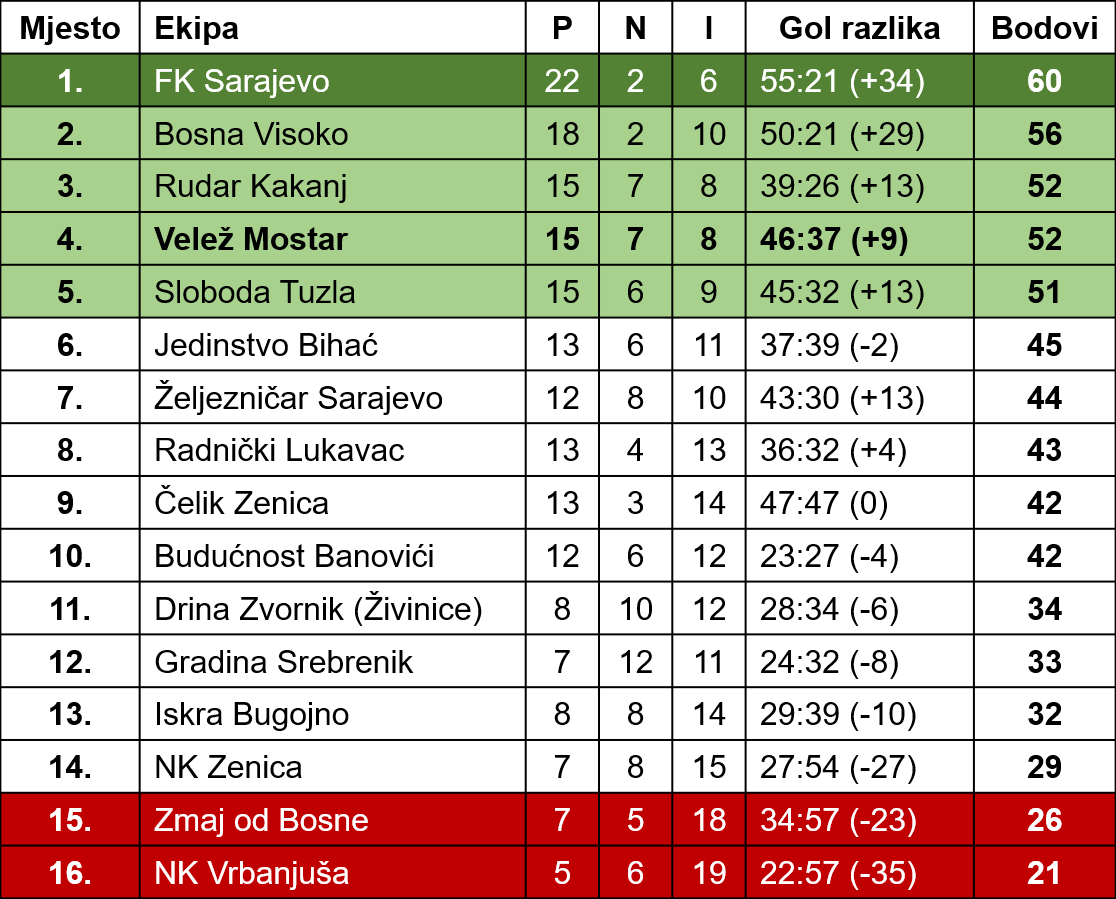 Mjesto Ekipa P N I Gol razlika Bodovi
1. FK Sarajevo 22 2 6 55:21 (+34) 60
2. Bosna Visoko 18 2 10 50:21 (+29) 56
3. Rudar Kakanj 15 7 8 39:26 (+13) 52
4. Velež Mostar 15 7 8 46:37 (+9) 52
5. Sloboda Tuzla 15 6 9 45:32 (+13) 51
6. Jedinstvo Bihać 13 6 11 37:39 (-2) 45
7. Željezničar Sarajevo 12 8 10 43:30 (+13) 44
8. Radnički Lukavac 13 4 13 36:32 (+4) 43
9. Čelik Zenica 13 3 14 47:47 (0) 42
10. Budućnost Banovići 12 6 12 23:27 (-4) 42
11. Drina Zvornik (Živinice) 8 10 12 28:34 (-6) 34
12. Gradina Srebrenik 7 12 11 24:32 (-8) 33
13. Iskra Bugojno 8 8 14 29:39 (-10) 32
14. NK Zenica 7 8 15 27:54 (-27) 29
15. Zmaj od Bosne 7 5 18 34:57 (-23) 26
16. NK Vrbanjuša 5 6 19 22:57 (-35) 21